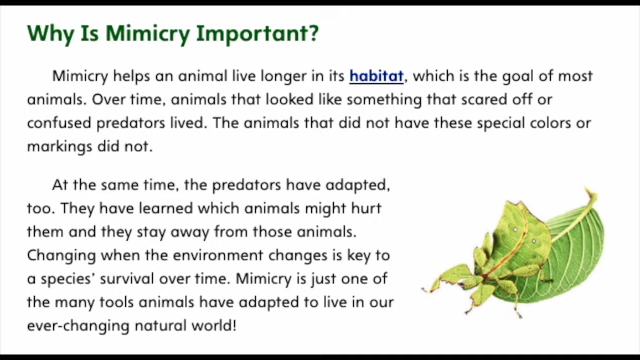 Why Is Mimicry Important?
Mimicry helps an animal live longer in its habitat, which is the goal of most
animals. Over time, animals that looked like something that scared off or
confused predators lived. The animals that did not have these special colors or
markings did not.
At the same time, the predators have adapted,
too. They have learned which animals might hurt
them and they stay away from those animals.
Changing when the environment changes is key to
a species’ survival over time. Mimicry is just one of
the many tools animals have adapted to live in our
ever-changing natural world!